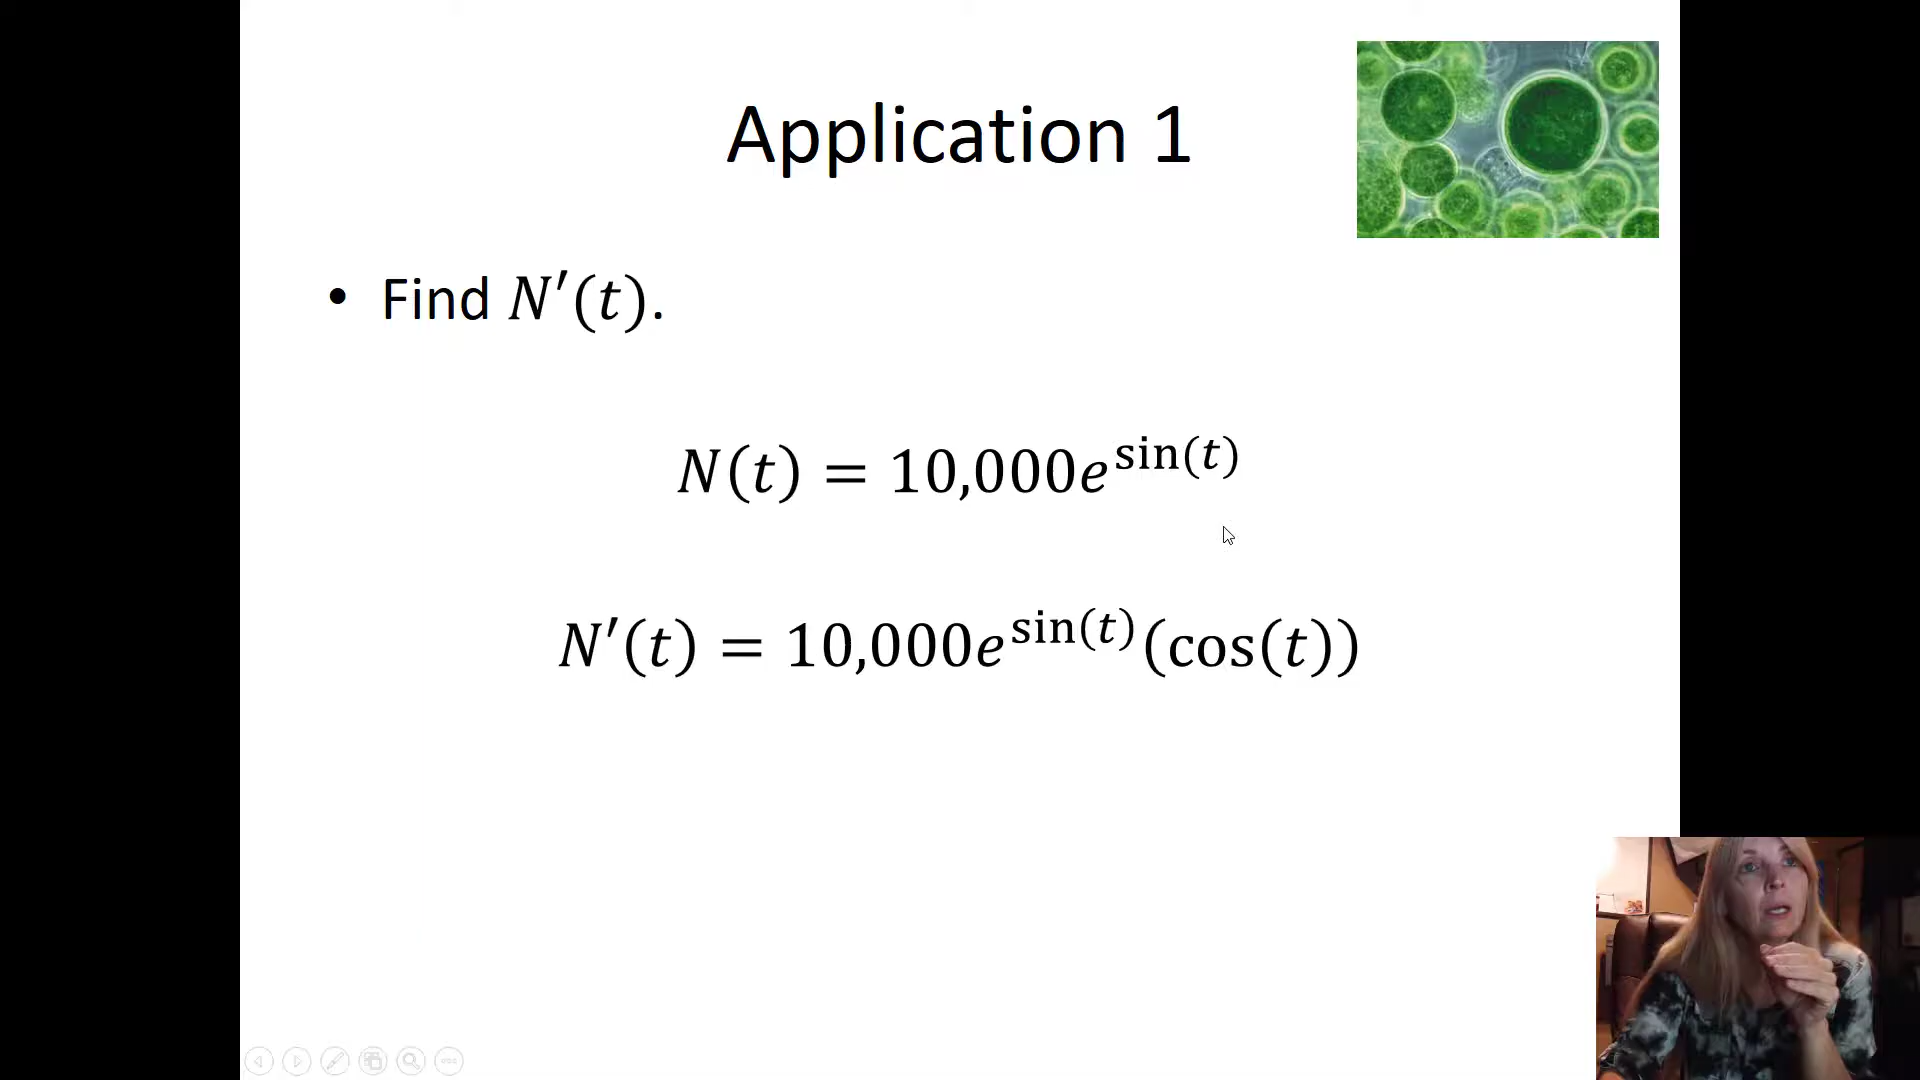 Application 1
• Find N′(t).
N(t) = 10,000e^{sin(t)}
N′(t) = 10,000e^{sin(t)}(cos(t))